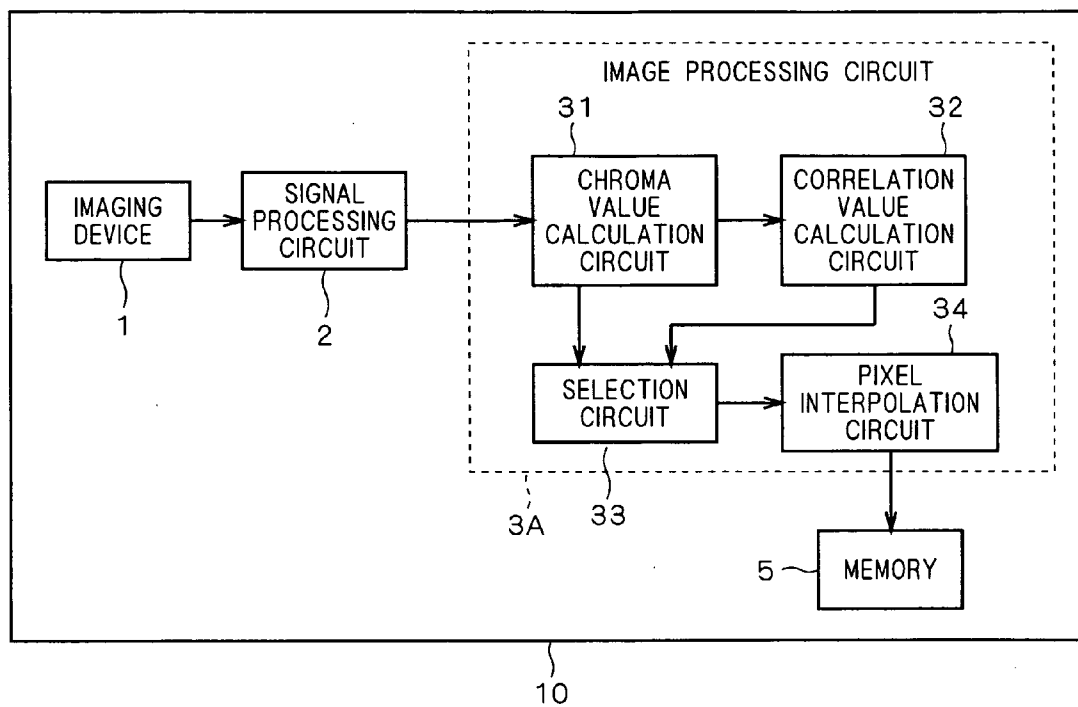 IMAGE PROCESSING CIRCUIT
31
32
IMAGING
DEVICE
1
SIGNAL
PROCESSING
CIRCUIT
2
CHROMA
VALUE
CALCULATION
CIRCUIT
CORRELATION
VALUE
CALCULATION
CIRCUIT
34
SELECTION
CIRCUIT
33
PIXEL
INTERPOLATION
CIRCUIT
3A
5
MEMORY
10